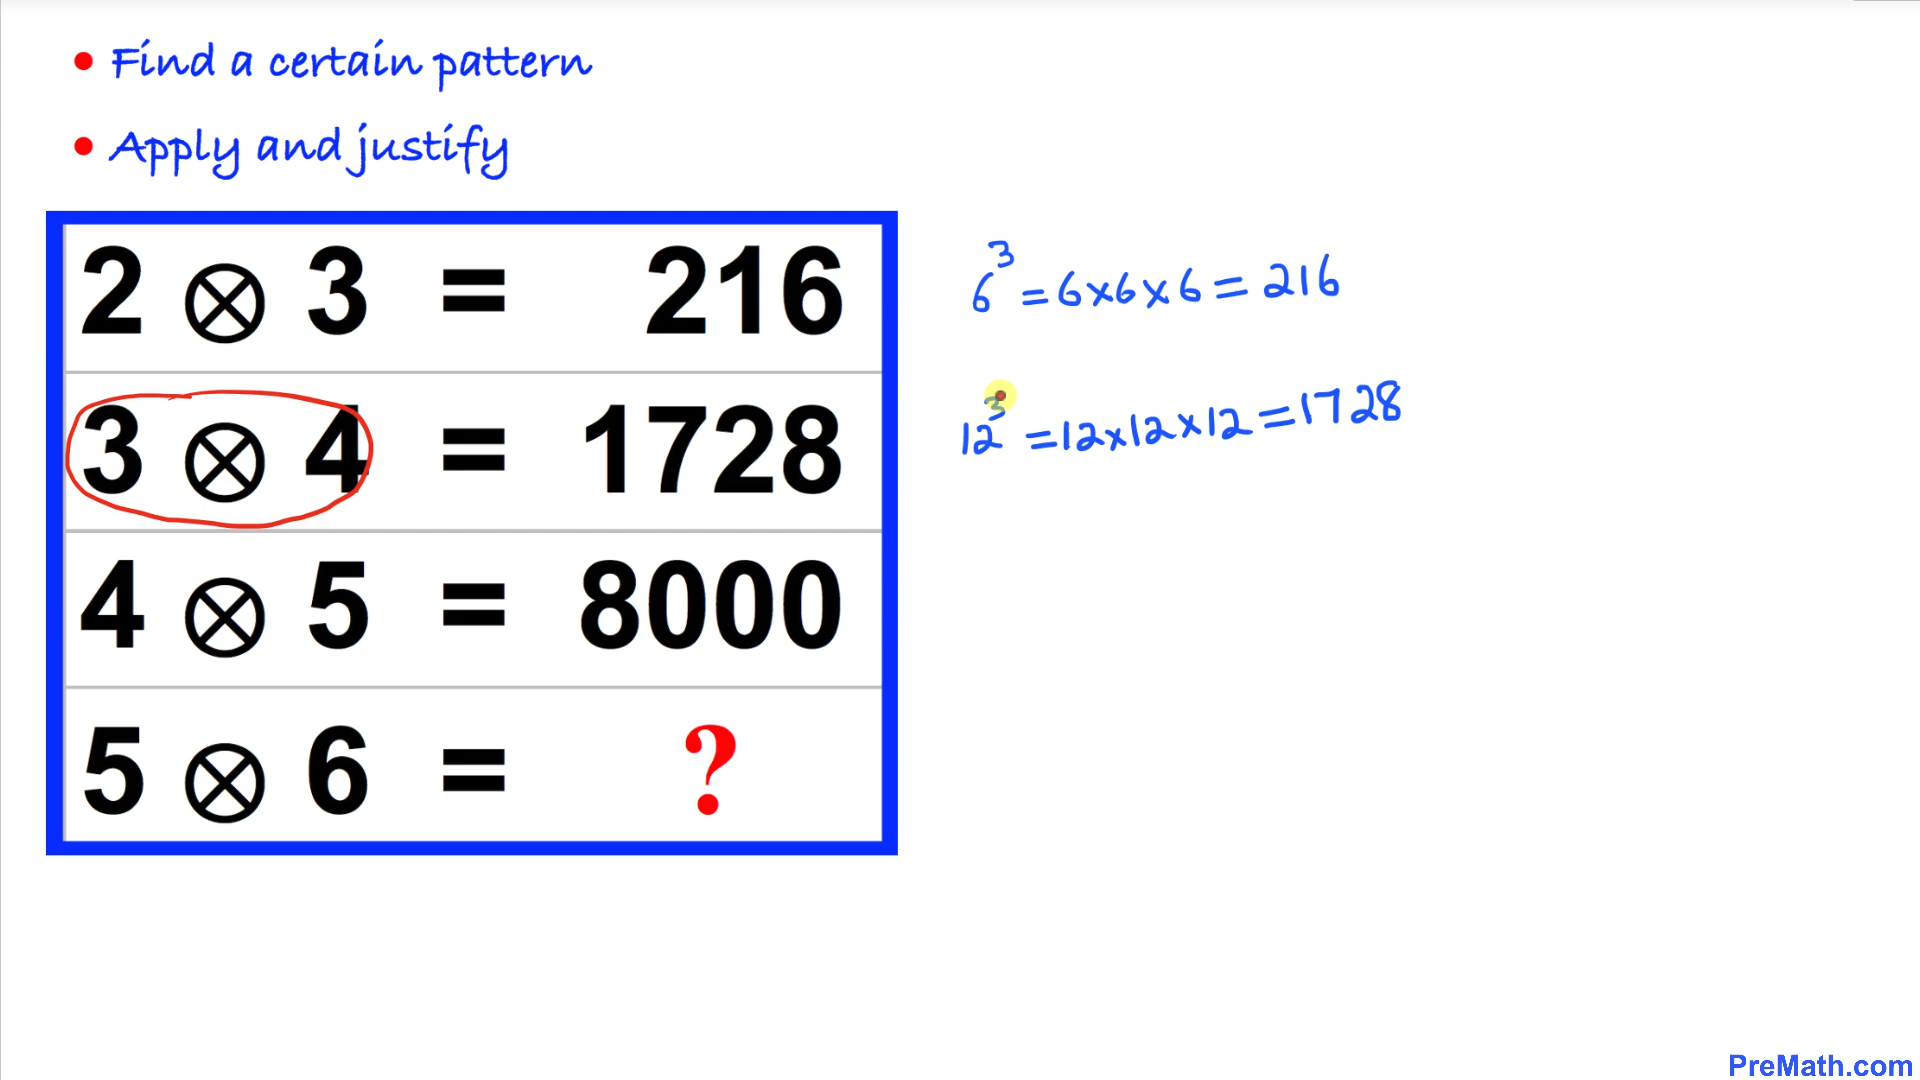 • Find a certain pattern
• Apply and justify
2 ⊗ 3 = 216
3 ⊗ 4 = 1728
4 ⊗ 5 = 8000
5 ⊗ 6 = ?
6³ = 6×6×6 = 216
12³ = 12×12×12 = 1728
PreMath.com